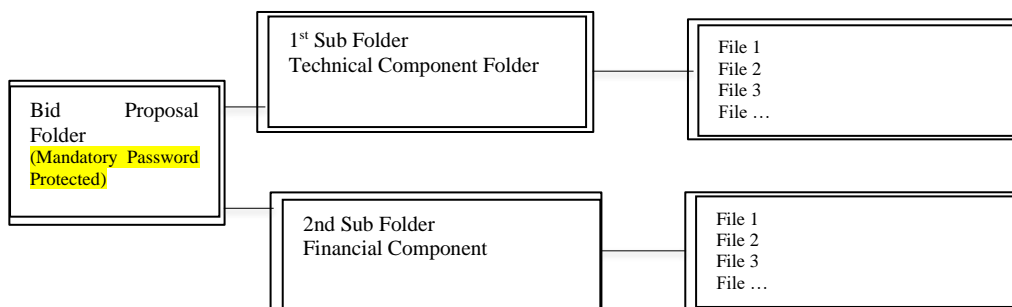 Bid Proposal
Folder
(Mandatory Password
Protected)
1st Sub Folder
Technical Component Folder
File 1
File 2
File 3
File …
2nd Sub Folder
Financial Component
File 1
File 2
File 3
File …